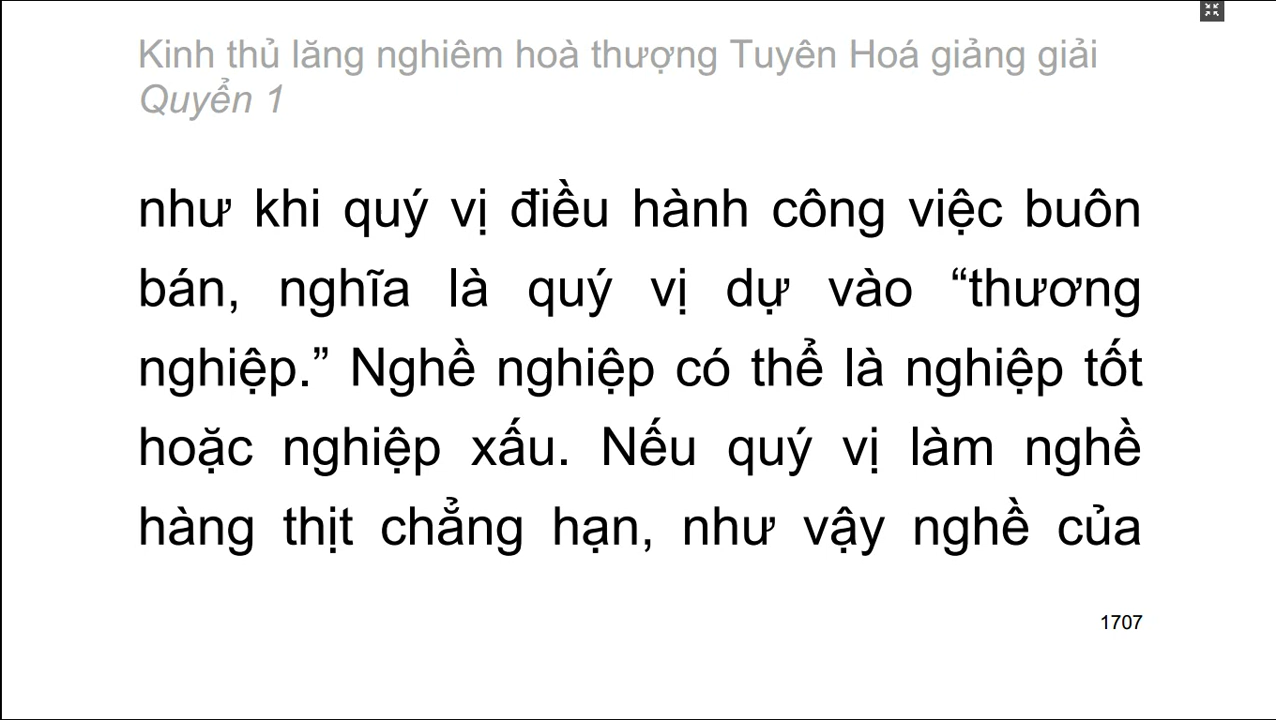 Kinh thủ lăng nghiêm hoà thượng Tuyên Hoá giảng giải
Quyển 1
như khi quý vị điều hành công việc buôn
bán, nghĩa là quý vị dự vào “thương
nghiệp.” Nghề nghiệp có thể là nghiệp tốt
hoặc nghiệp xấu. Nếu quý vị làm nghề
hàng thịt chẳng hạn, như vậy nghề của
1707